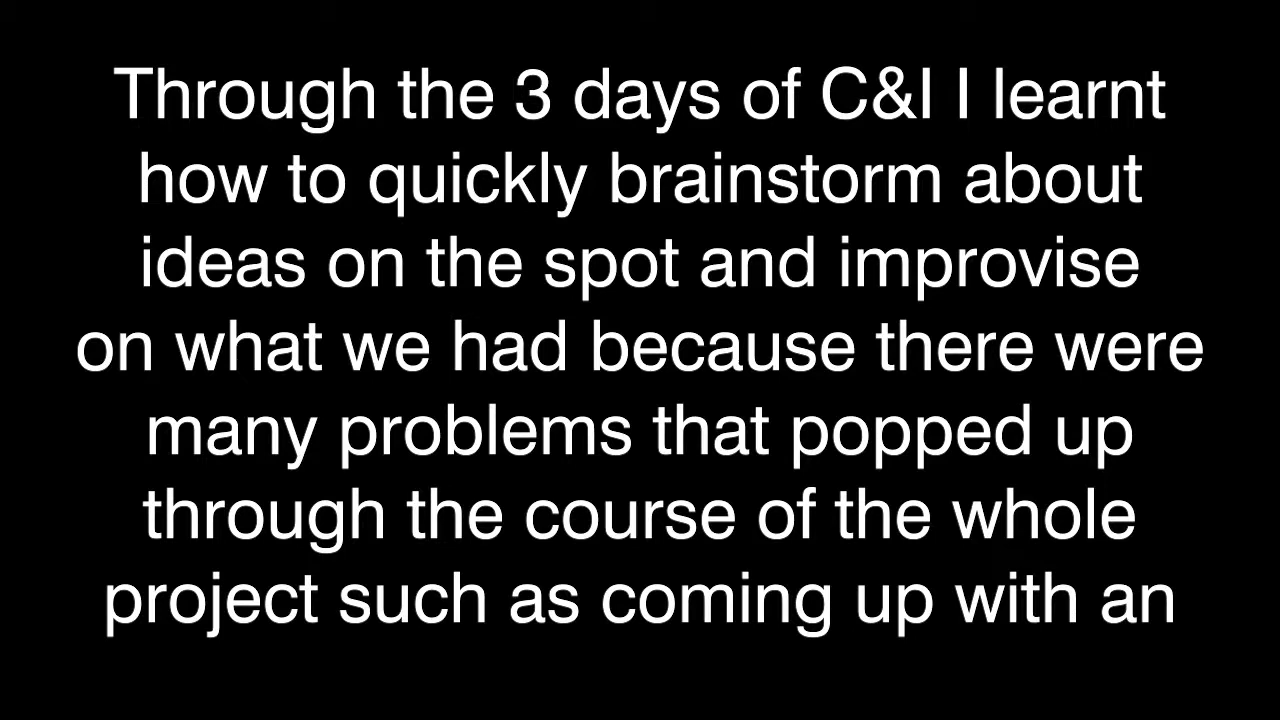 Through the 3 days of C&I I learnt
how to quickly brainstorm about
ideas on the spot and improvise
on what we had because there were
many problems that popped up
through the course of the whole
project such as coming up with an